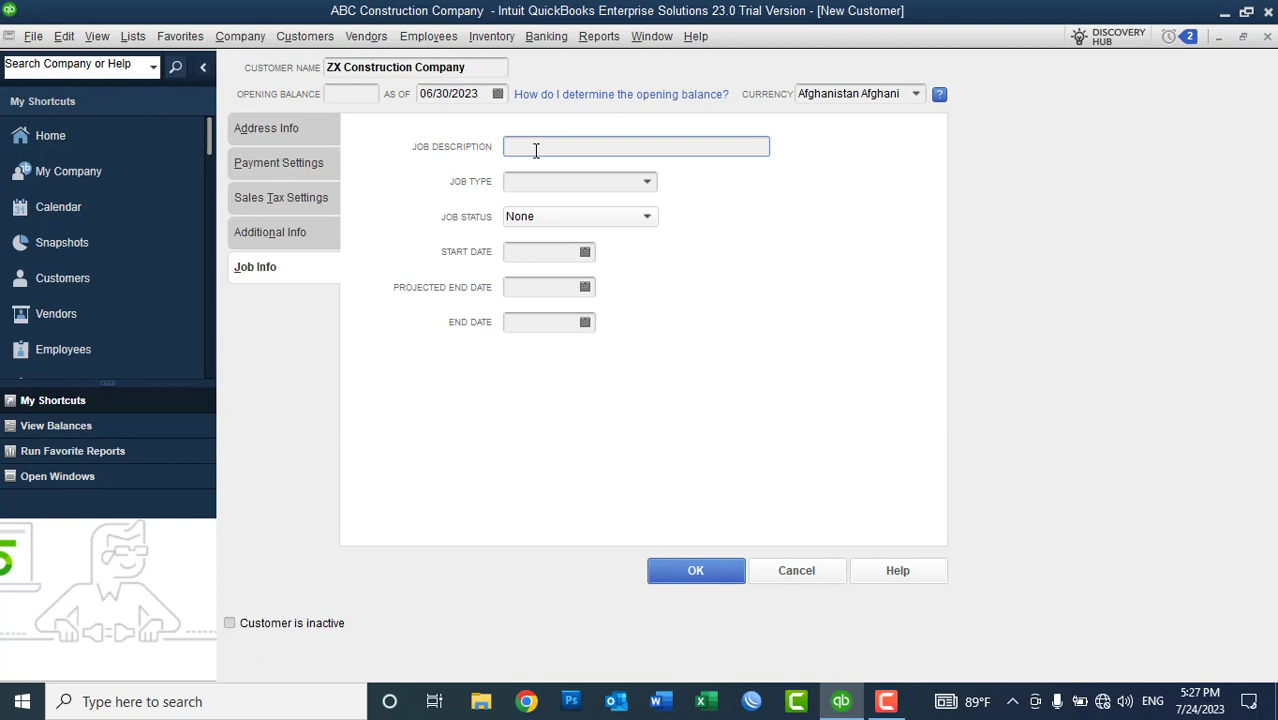 ABC Construction Company - Intuit QuickBooks Enterprise Solutions 23.0 Trial Version - [New Customer]
File Edit View Lists Favorites Company Customers Vendors Employees Inventory Banking Reports Window Help
DISCOVERY HUB
2
Search Company or Help
My Shortcuts
Home
My Company
Calendar
31
Snapshots
Customers
Vendors
Employees
My Shortcuts
View Balances
Run Favorite Reports
Open Windows
CUSTOMER NAME ZX Construction Company
OPENING BALANCE AS OF 06/30/2023 How do I determine the opening balance? CURRENCY Afghanistan Afghani ?
Address Info
Payment Settings
Sales Tax Settings
Additional Info
Job Info
JOB DESCRIPTION
JOB TYPE
JOB STATUS None
START DATE
PROJECTED END DATE
END DATE
OK Cancel Help
Customer is inactive
Type here to search
Ps
qb
89°F
ENG
5:27 PM
7/24/2023